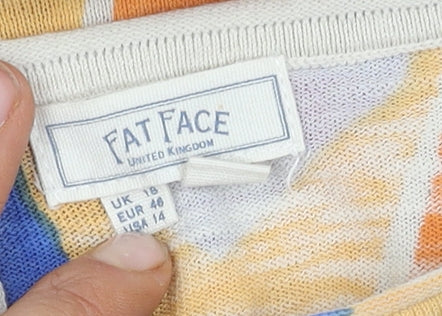 FAT FACE
UNITED KINGDOM
UK 18
EUR 46
USA 14